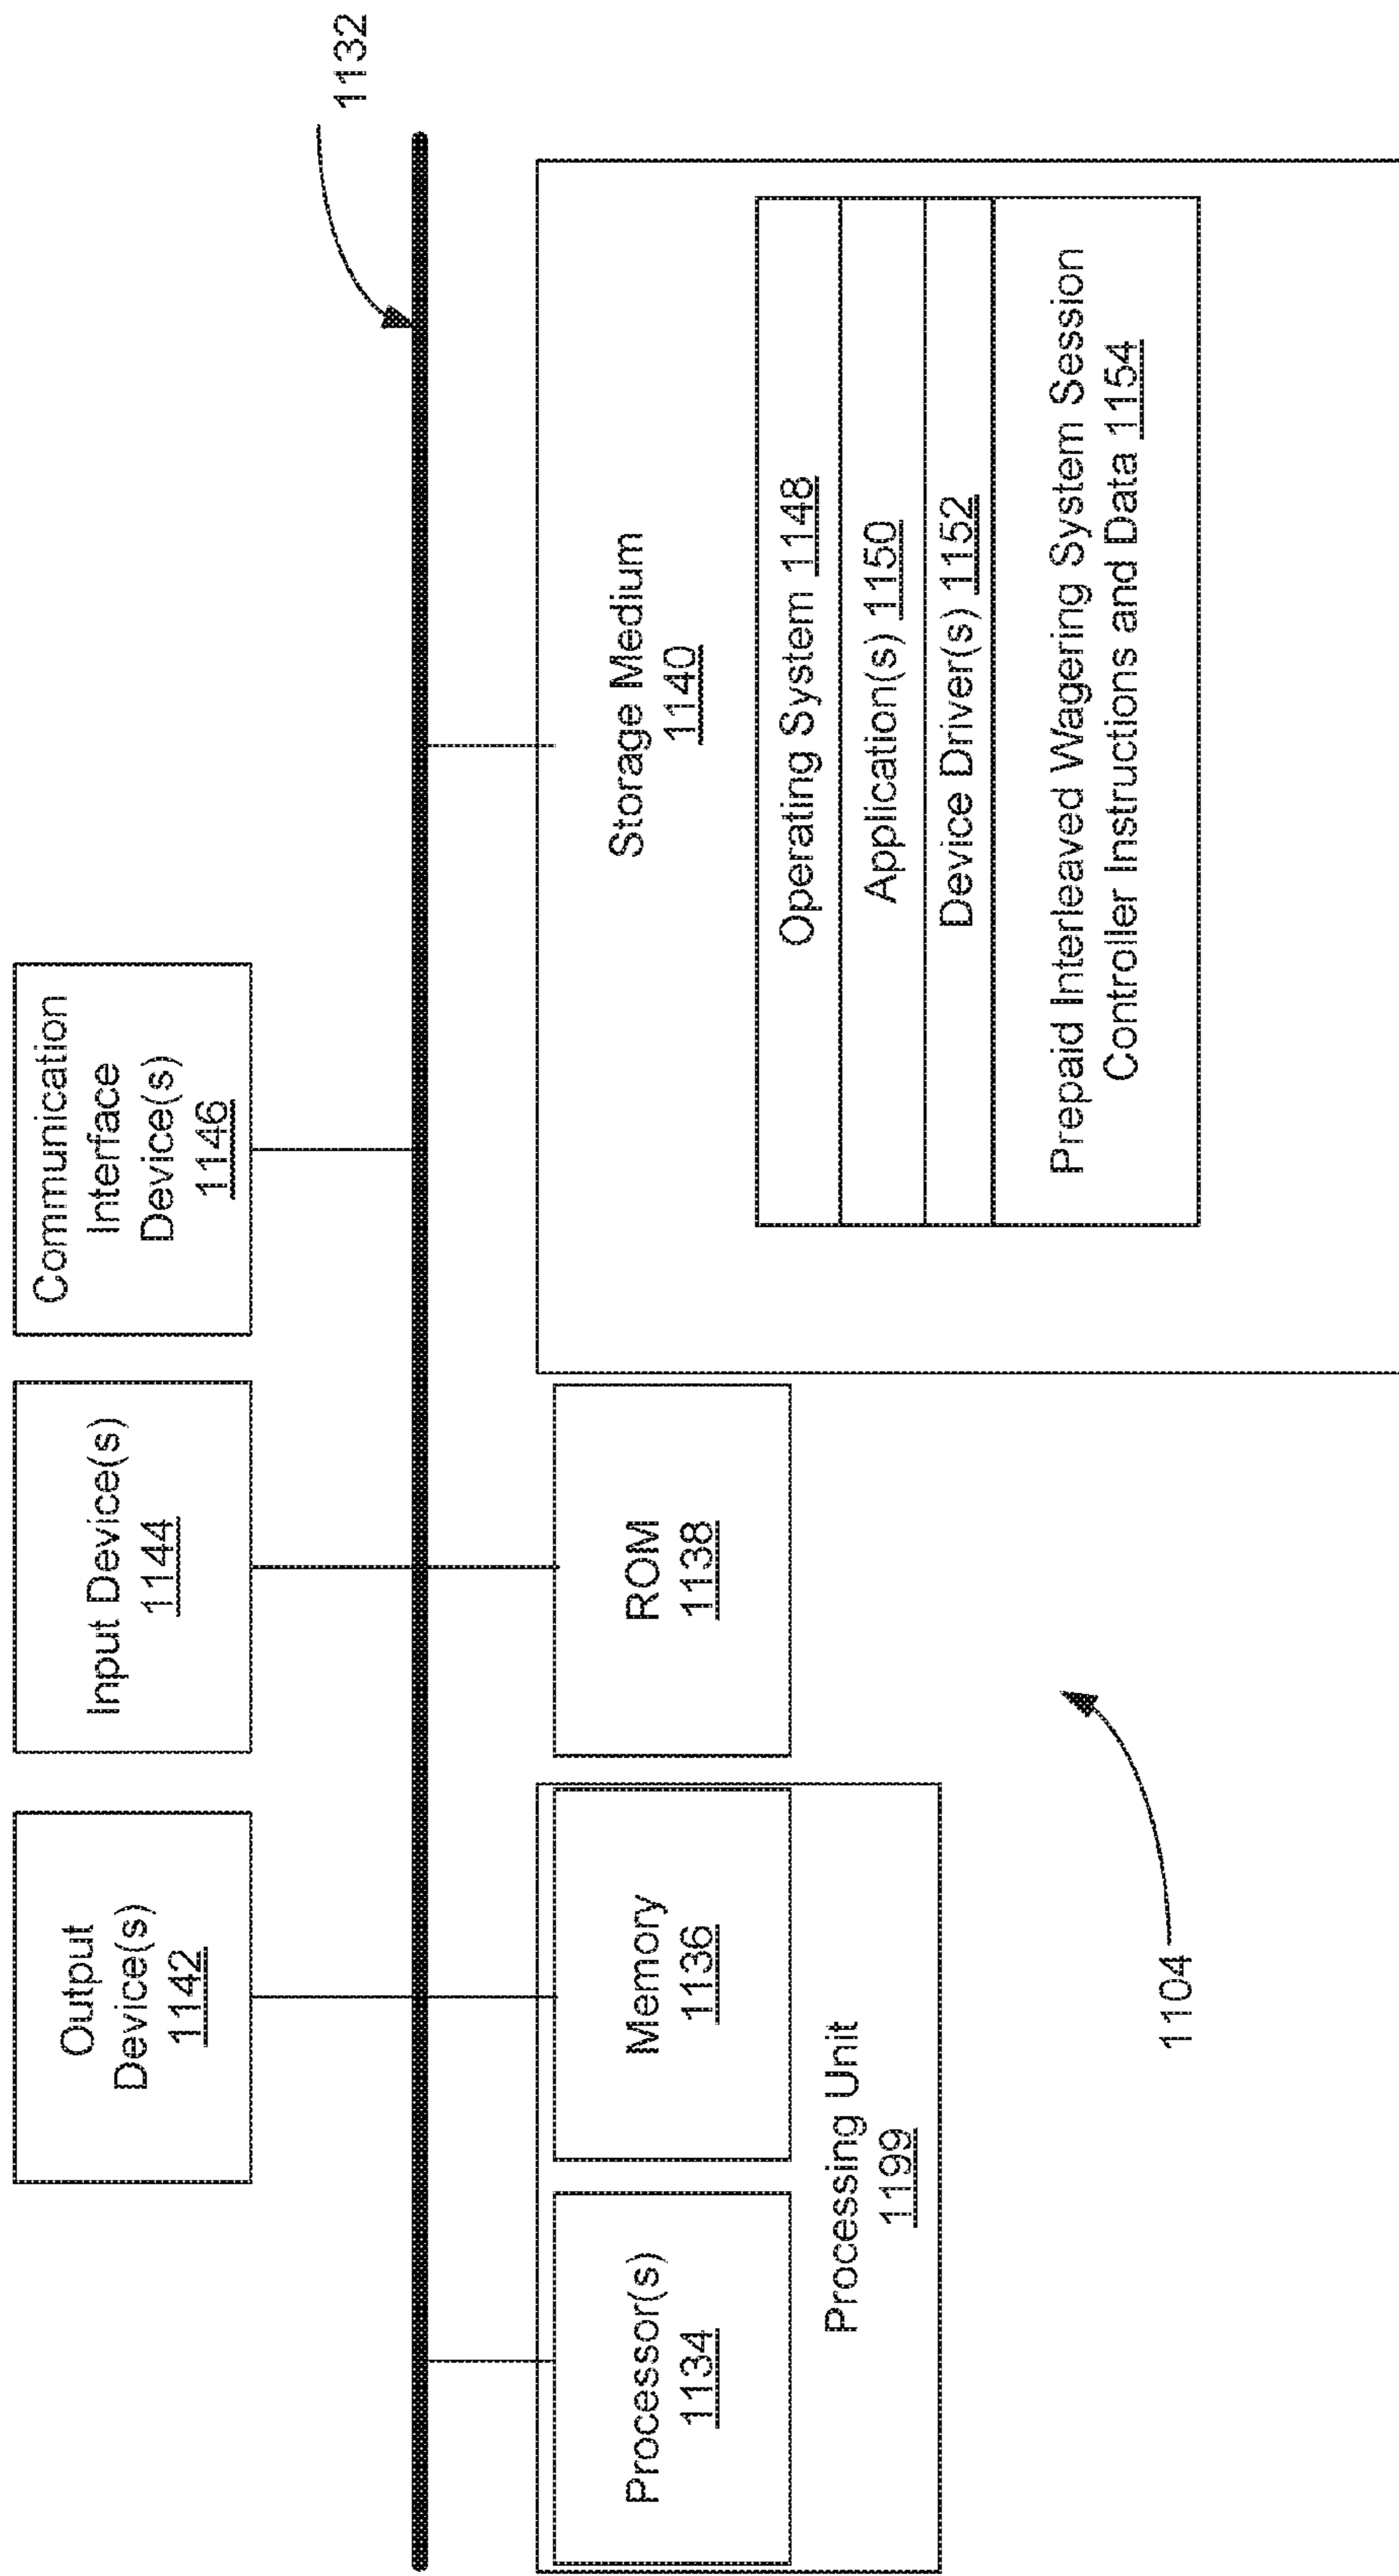 Output
Device(s)
1142
Input Device(s)
1144
Communication
Interface
Device(s)
1146
1132
Processor(s)
1134
Memory
1136
Processing Unit
1199
ROM
1138
Storage Medium
1140
Operating System 1148
Application(s) 1150
Device Driver(s) 1152
Prepaid Interleaved Wagering System Session
Controller Instructions and Data 1154
1104